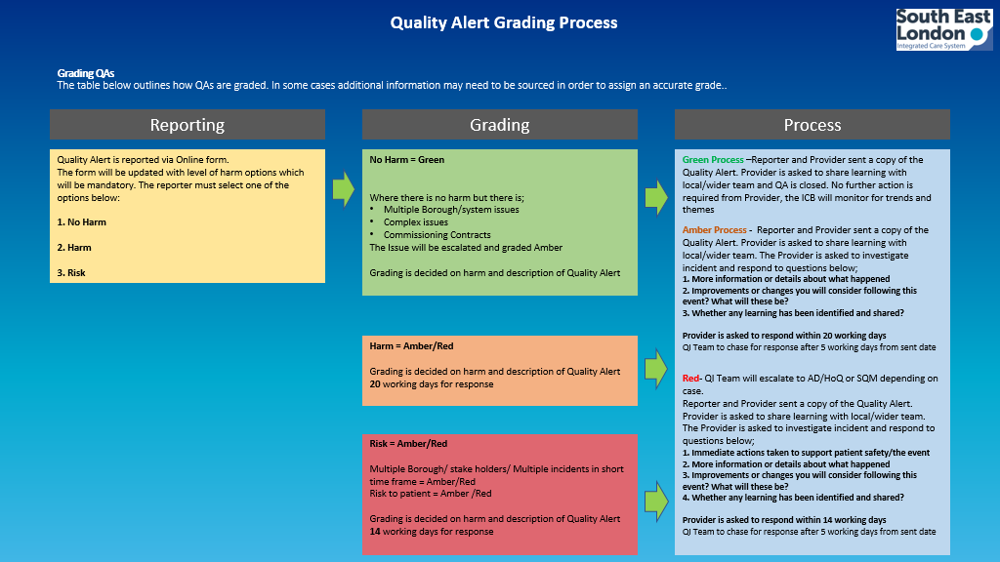 Quality Alert Grading Process
South East
London
Integrated Care System
Grading QAs
The table below outlines how QAs are graded. In some cases additional information may need to be sourced in order to assign an accurate grade..
Reporting
Quality Alert is reported via Online form.
The form will be updated with level of harm options which
will be mandatory. The reporter must select one of the
options below:
1. No Harm
2. Harm
3. Risk
Grading
No Harm = Green
Where there is no harm but there is;
• Multiple Borough/system issues
• Complex issues
• Commissioning Contracts
The Issue will be escalated and graded Amber
Grading is decided on harm and description of Quality Alert
Harm = Amber/Red
Grading is decided on harm and description of Quality Alert
20 working days for response
Risk = Amber/Red
Multiple Borough/ stake holders/ Multiple incidents in short
time frame = Amber/Red
Risk to patient = Amber /Red
Grading is decided on harm and description of Quality Alert
14 working days for response
Process
Green Process –Reporter and Provider sent a copy of the
Quality Alert. Provider is asked to share learning with
local/wider team and QA is closed. No further action is
required from Provider, the ICB will monitor for trends and
themes
Amber Process - Reporter and Provider sent a copy of the
Quality Alert. Provider is asked to share learning with
local/wider team. The Provider is asked to investigate
incident and respond to questions below;
1. More information or details about what happened
2. Improvements or changes you will consider following this
event? What will these be?
3. Whether any learning has been identified and shared?
Provider is asked to respond within 20 working days
QI Team to chase for response after 5 working days from sent date
Red- QI Team will escalate to AD/HoQ or SQM depending on
case.
Reporter and Provider sent a copy of the Quality Alert.
Provider is asked to share learning with local/wider team.
The Provider is asked to investigate incident and respond to
questions below;
1. Immediate actions taken to support patient safety/the event
2. More information or details about what happened
3. Improvements or changes you will consider following this
event? What will these be?
4. Whether any learning has been identified and shared?
Provider is asked to respond within 14 working days
QI Team to chase for response after 5 working days from sent date